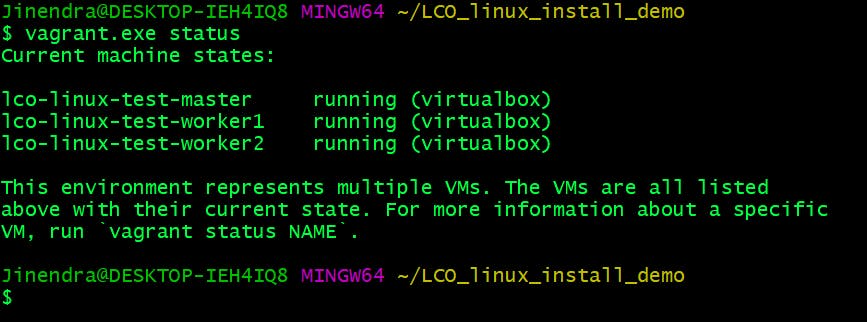 Jinendra@DESKTOP-IEH4IQ8 MINGW64 ~/LCO_linux_install_demo
$ vagrant.exe status
Current machine states:
lco-linux-test-master     running (virtualbox)
lco-linux-test-worker1    running (virtualbox)
lco-linux-test-worker2    running (virtualbox)
This environment represents multiple VMs. The VMs are all listed
above with their current state. For more information about a specific
VM, run `vagrant status NAME`.
Jinendra@DESKTOP-IEH4IQ8 MINGW64 ~/LCO_linux_install_demo
$